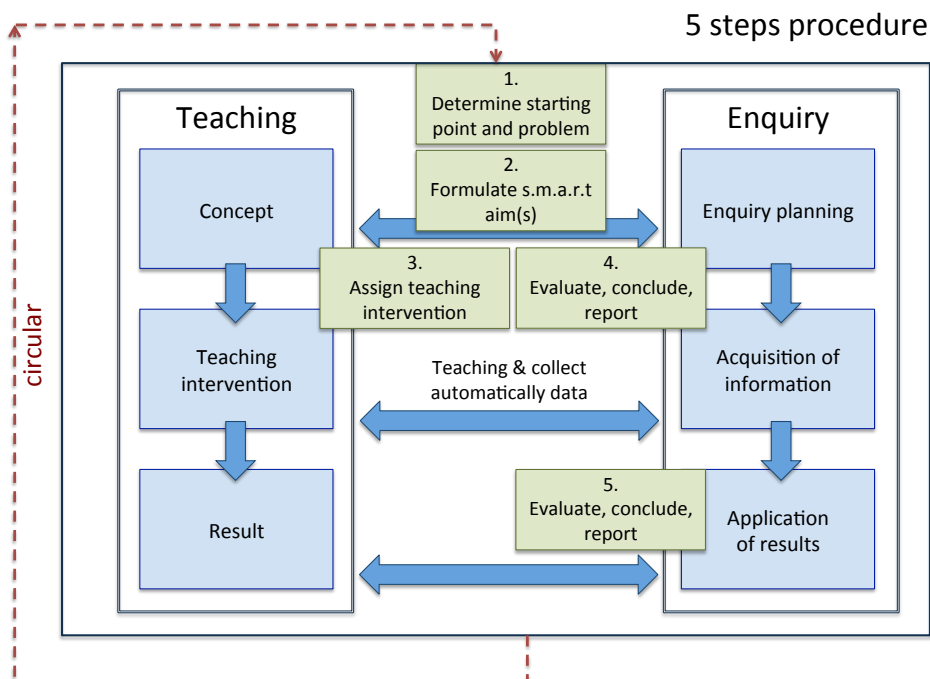 5 steps procedure
1.
Determine starting
point and problem
Teaching
Enquiry
2.
Formulate s.m.a.r.t
aim(s)
Concept
Enquiry planning
3.
Assign teaching
intervention
4.
Evaluate, conclude,
report
circular
Teaching
intervention
Teaching & collect
automatically data
Acquisition of
information
5.
Evaluate, conclude,
report
Result
Application
of results